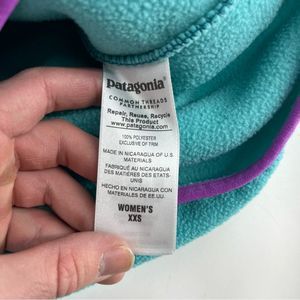 patagonia®
COMMON THREADS
PARTNERSHIP
Repair, Reuse, Recycle
This Product
www.patagonia.com
100% POLYESTER
EXCLUSIVE OF TRIM
MADE IN NICARAGUA OF U.S.
MATERIALS
FABRIQUÉ AU NICARAGUA
DES MATIÈRES DES ETATS-
UNIS
HECHO EN NICARAGUA CON
MATERIALES DE EE.UU.
WOMEN'S
XXS